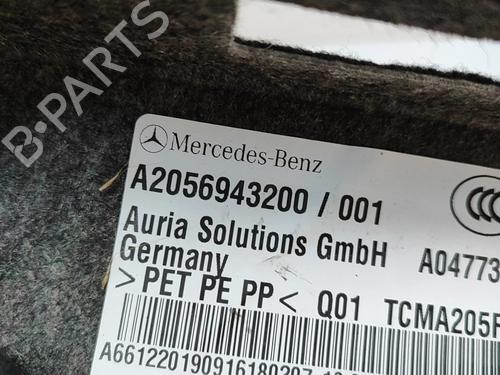 B-PARTS
Mercedes-Benz
A2056943200 / 001
Auria Solutions GmbH A04773
Germany
> PET PE PP < Q01 TCMA205F